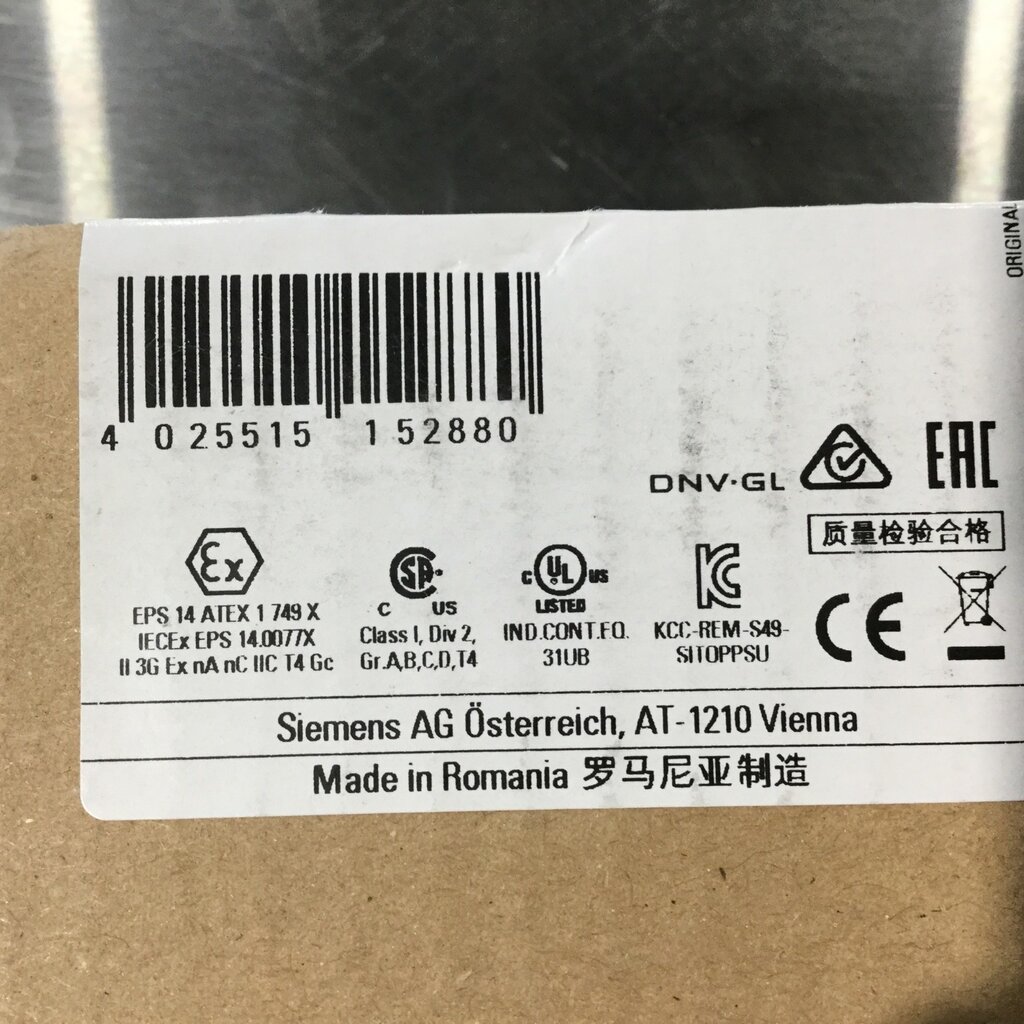 ORIGINAL
4 025515 152880
DNV·GL
EAC
质量检验合格
Ex
EPS 14 ATEX 1 749 X
IECEx EPS 14.0077X
II 3G Ex nA nC IIC T4 Gc
SA
C US
Class I, Div 2,
Gr.A,B,C,D,T4
C UL US
LISTED
IND.CONT.EQ.
31UB
KC
KCC-REM-S49-
SITOPPSU
CE
Siemens AG Österreich, AT-1210 Vienna
Made in Romania 罗马尼亚制造